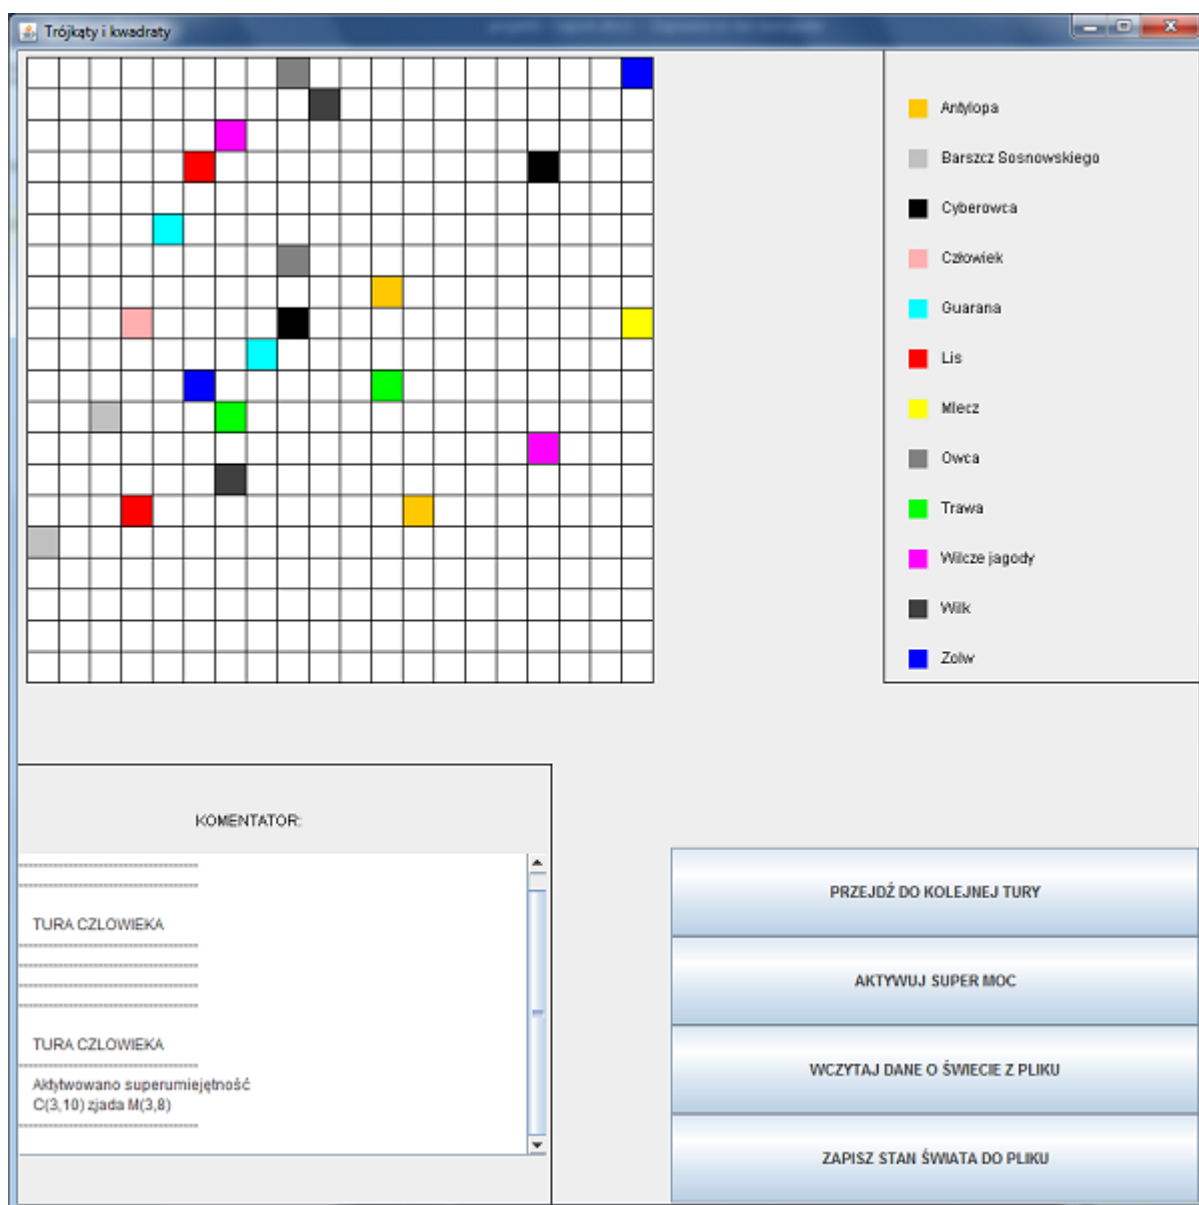 Trójkąty i kwadraty
Antylopa
Barszcz Sosnowskiego
Cyberowca
Człowiek
Guarana
Lis
Mlecz
Owca
Trawa
Wilcze jagody
Wilk
Zolw
KOMENTATOR:
TURA CZLOWIEKA
TURA CZLOWIEKA
Aktytwowano superumiejętność
C(3,10) zjada M(3,8)
PRZEJDŹ DO KOLEJNEJ TURY
AKTYWUJ SUPER MOC
WCZYTAJ DANE O ŚWIECIE Z PLIKU
ZAPISZ STAN ŚWIATA DO PLIKU